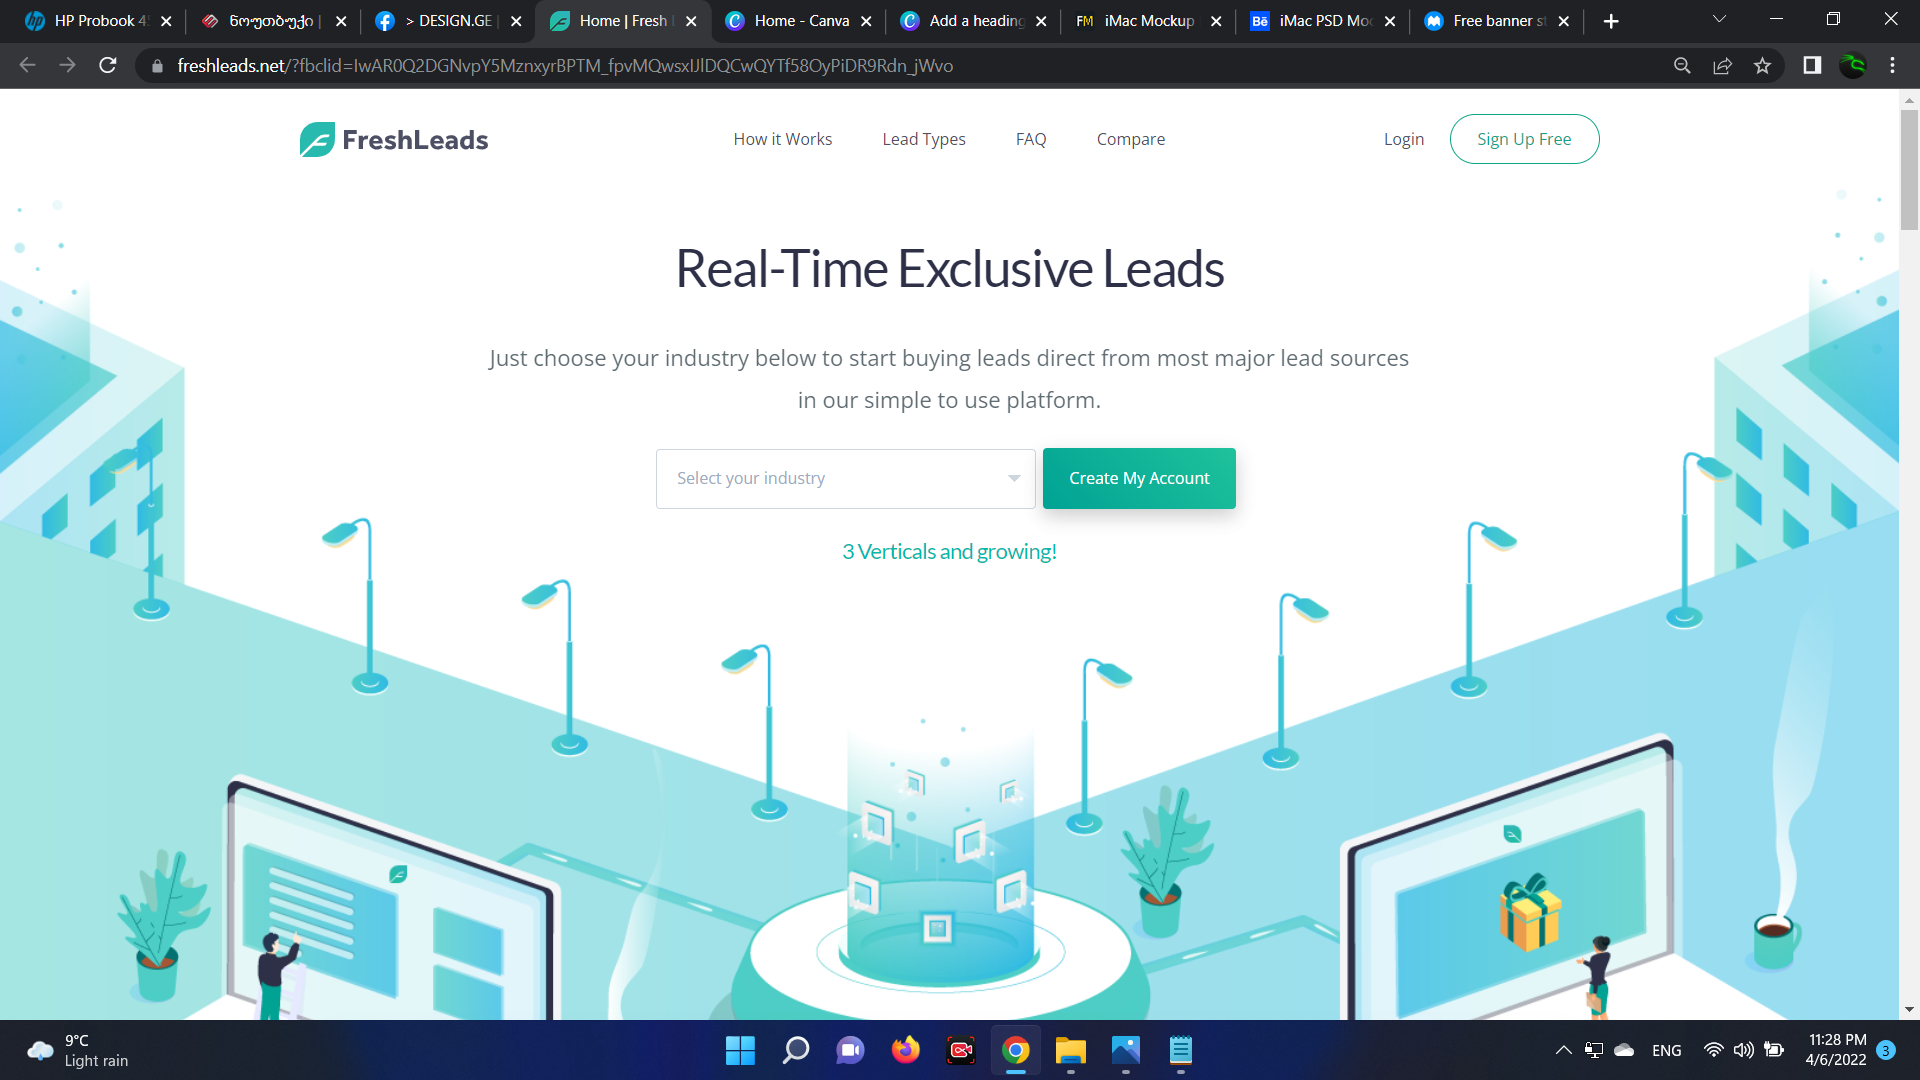 HP Probook 4
ნოუთბუქი |
> DESIGN.GE |
Home | Fresh L
Home - Canva
Add a heading
FM iMac Mockup
Bē iMac PSD Moc
Free banner st
freshleads.net/?fbclid=IwAR0Q2DGNvpY5MznxyrBPTM_fpvMQwsxIJlDQCwQYTf58OyPiDR9Rdn_jWvo
FreshLeads
How it Works
Lead Types
FAQ
Compare
Login
Sign Up Free
Real-Time Exclusive Leads
Just choose your industry below to start buying leads direct from most major lead sources
in our simple to use platform.
Select your industry
Create My Account
3 Verticals and growing!
9°C
Light rain
ENG
11:28 PM
4/6/2022
3